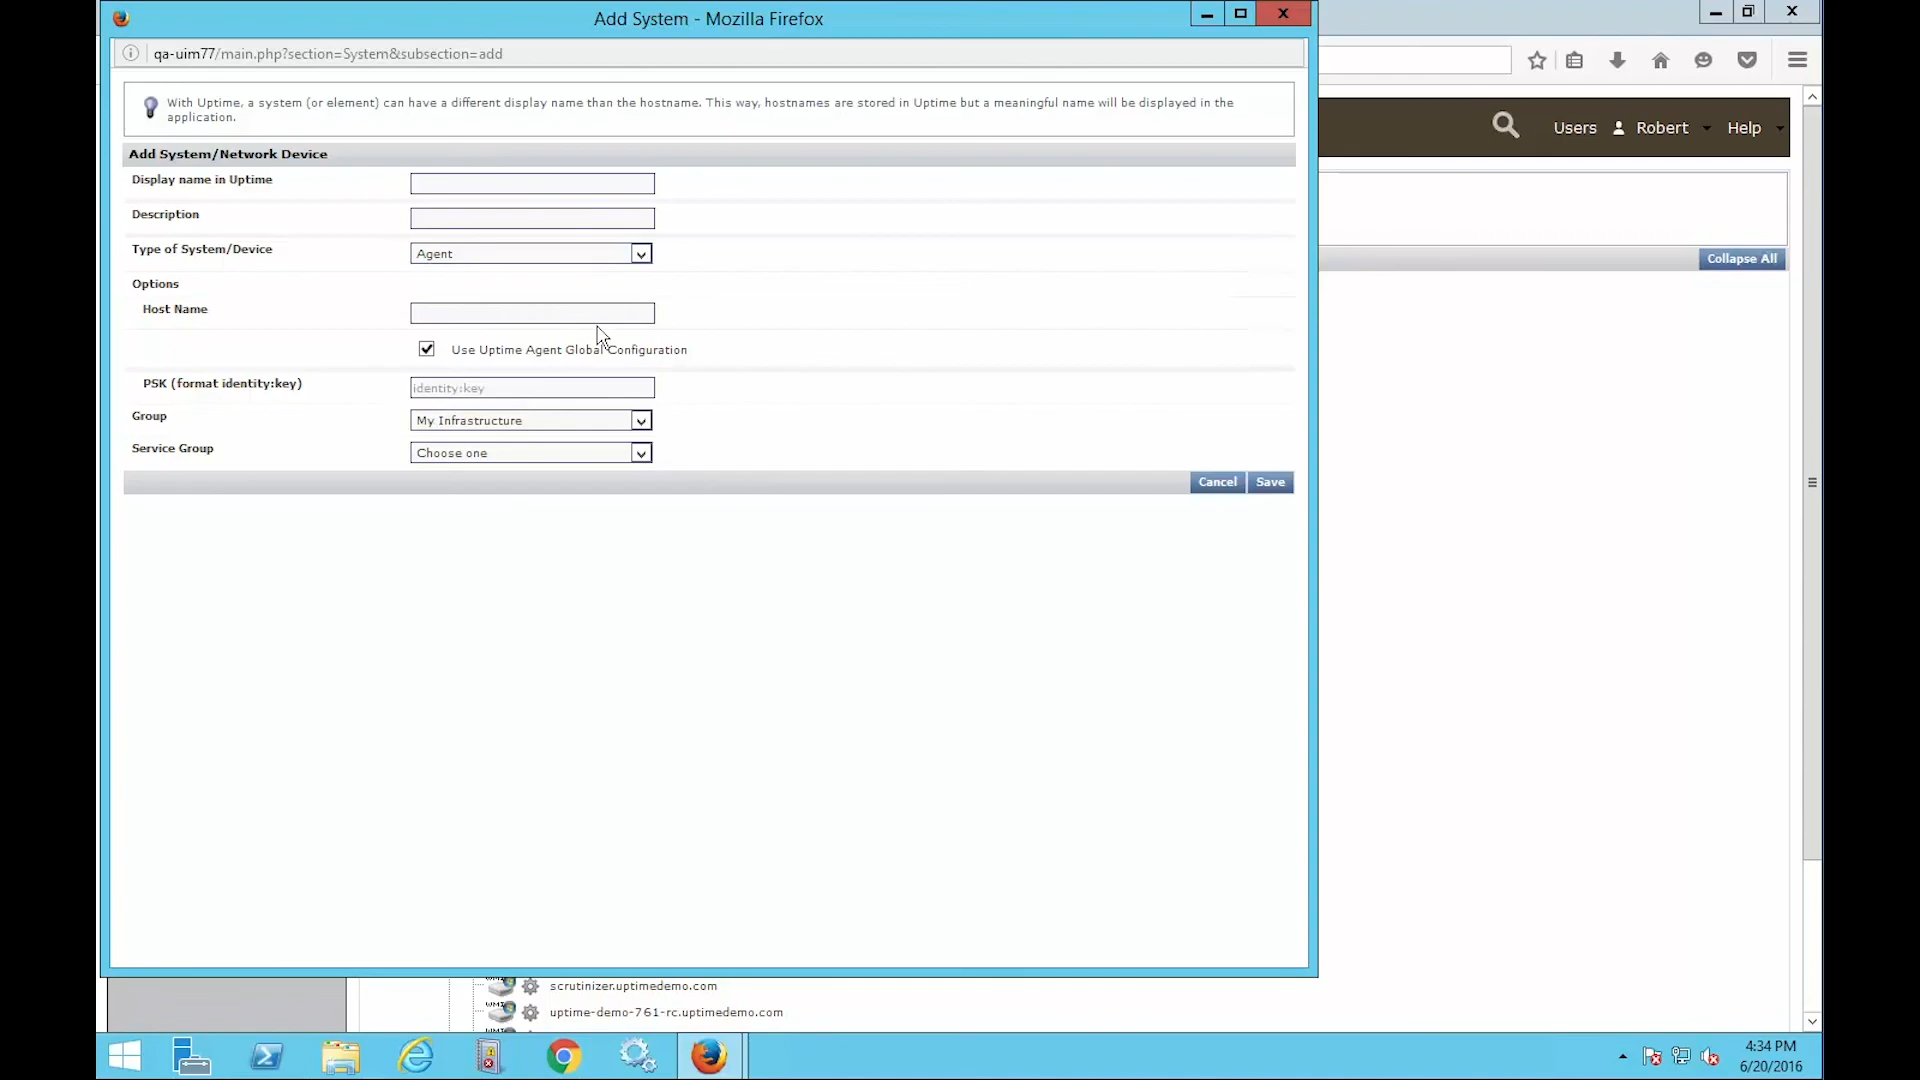 Add System - Mozilla Firefox
qa-uim77/main.php?section=System&subsection=add
With Uptime, a system (or element) can have a different display name than the hostname. This way, hostnames are stored in Uptime but a meaningful name will be displayed in the
application.
Users Robert Help
Add System/Network Device
Display name in Uptime
Description
Type of System/Device Agent
Collapse All
Options
Host Name
Use Uptime Agent Global Configuration
PSK (format identity:key) identity:key
Group My Infrastructure
Service Group Choose one
Cancel Save
scrutinizer.uptimedemo.com
uptime-demo-761-rc.uptimedemo.com
4:34 PM
6/20/2016